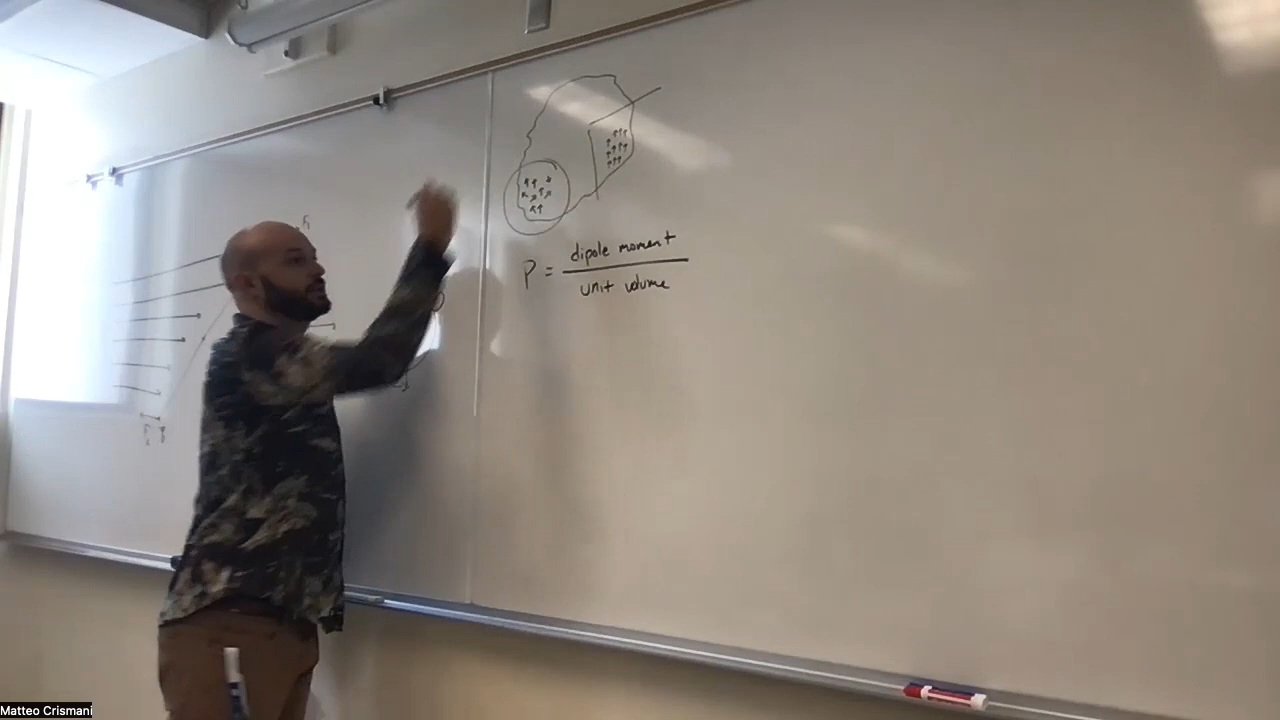 P = dipole moment
unit volume
Matteo Crismani